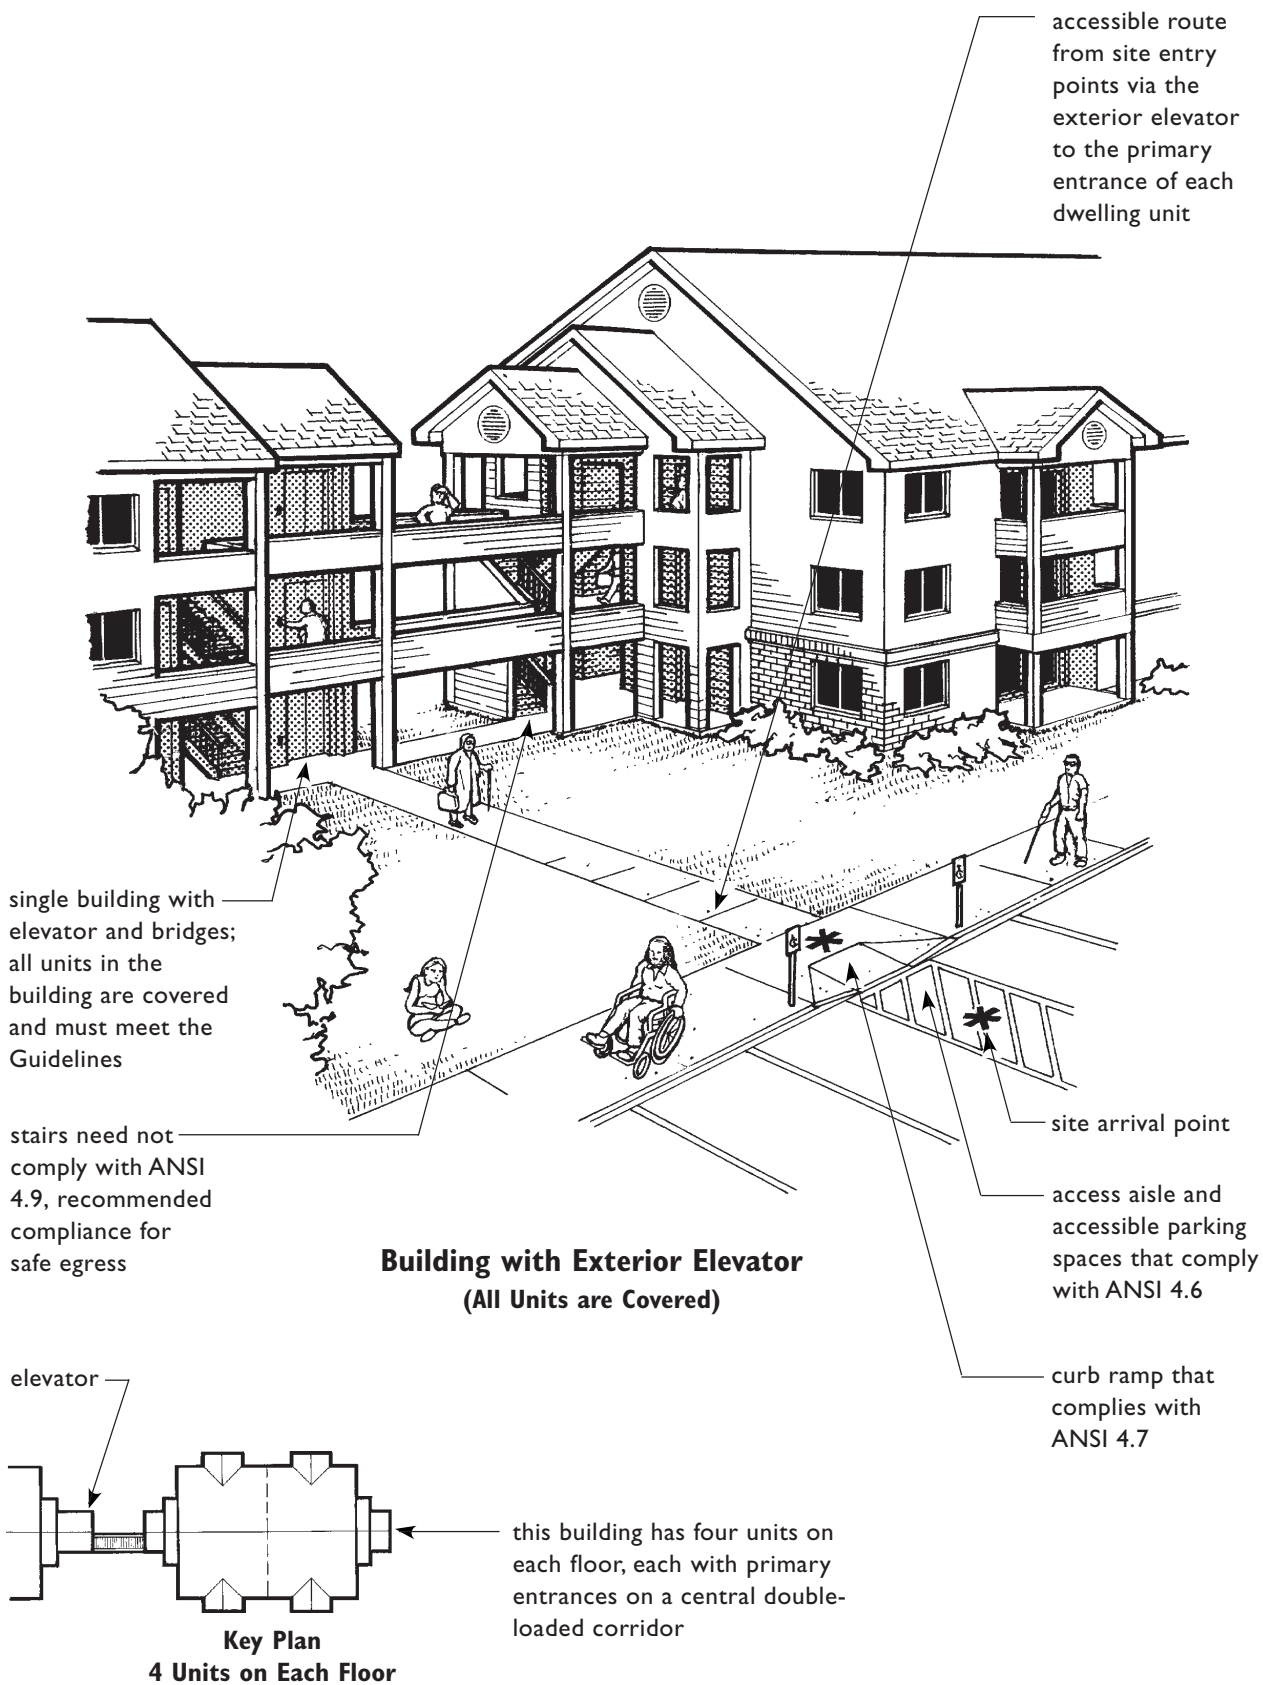 accessible route
from site entry
points via the
exterior elevator
to the primary
entrance of each
dwelling unit
single building with
elevator and bridges;
all units in the
building are covered
and must meet the
Guidelines
stairs need not
comply with ANSI
4.9, recommended
compliance for
safe egress
site arrival point
access aisle and
accessible parking
spaces that comply
with ANSI 4.6
curb ramp that
complies with
ANSI 4.7
Building with Exterior Elevator
(All Units are Covered)
elevator
this building has four units on
each floor, each with primary
entrances on a central double-
loaded corridor
Key Plan
4 Units on Each Floor